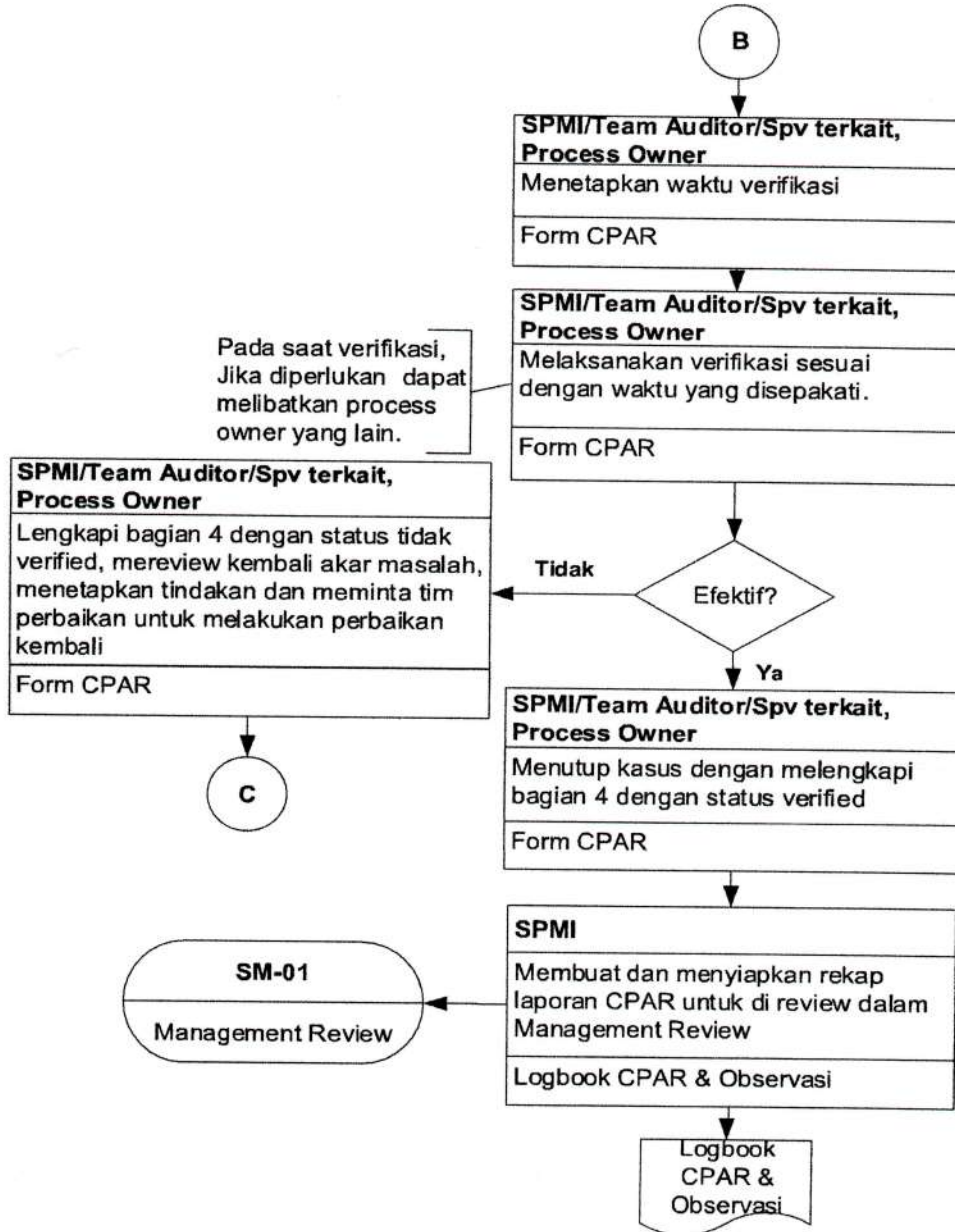 B
SPMI/Team Auditor/Spv terkait,
Process Owner
Menetapkan waktu verifikasi
Form CPAR
SPMI/Team Auditor/Spv terkait,
Process Owner
Melaksanakan verifikasi sesuai
dengan waktu yang disepakati.
Form CPAR
Pada saat verifikasi,
Jika diperlukan dapat
melibatkan process
owner yang lain.
Efektif?
Tidak
SPMI/Team Auditor/Spv terkait,
Process Owner
Lengkapi bagian 4 dengan status tidak
verified, mereview kembali akar masalah,
menetapkan tindakan dan meminta tim
perbaikan untuk melakukan perbaikan
kembali
Form CPAR
C
Ya
SPMI/Team Auditor/Spv terkait,
Process Owner
Menutup kasus dengan melengkapi
bagian 4 dengan status verified
Form CPAR
SPMI
Membuat dan menyiapkan rekap
laporan CPAR untuk di review dalam
Management Review
Logbook CPAR & Observasi
SM-01
Management Review
Logbook
CPAR &
Observasi